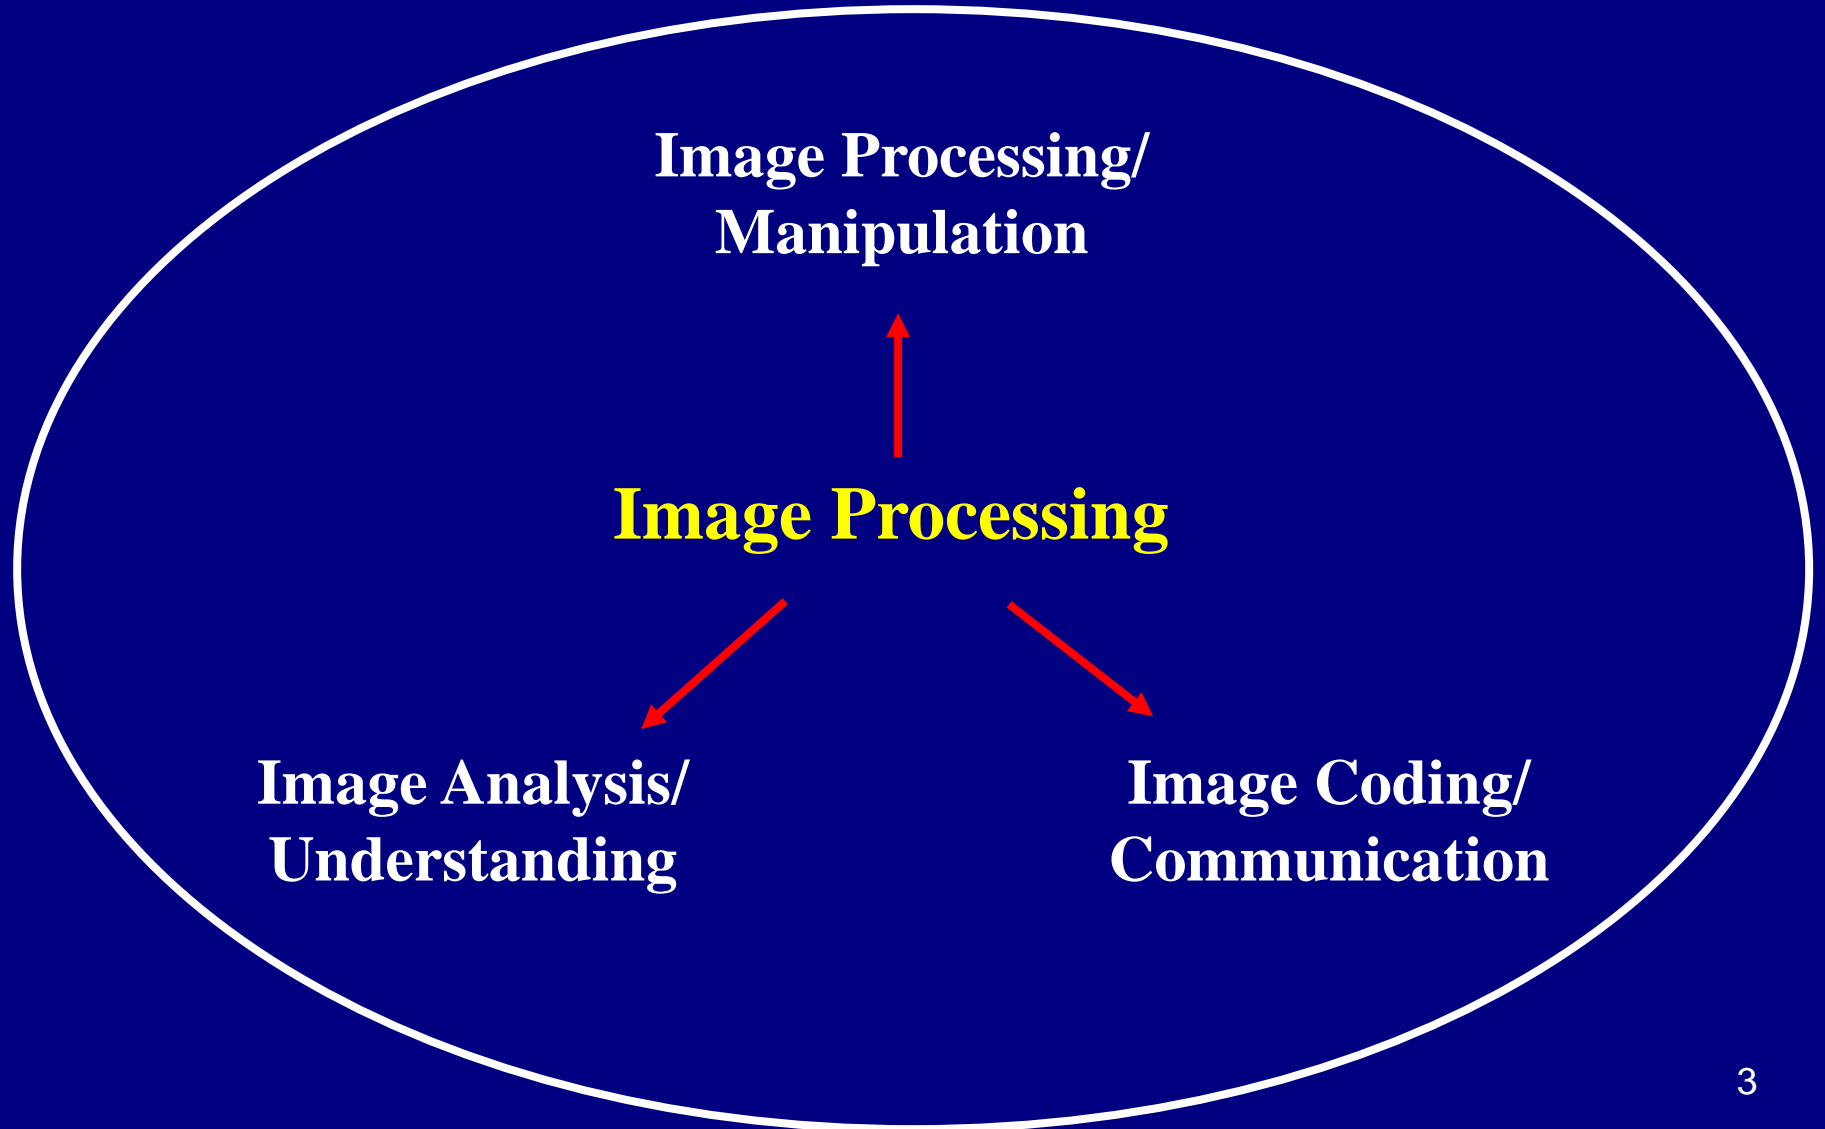 Image Processing/
Manipulation
Image Processing
Image Analysis/
Understanding
Image Coding/
Communication
3